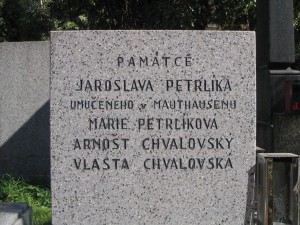 PAMÁTCE
JAROSLAVA PETRLÍKA
UMUČENÉHO V MAUTHAUSENU
MARIE PETRLÍKOVÁ
ARNOŠT CHVALOVSKÝ
VLASTA CHVALOVSKÁ